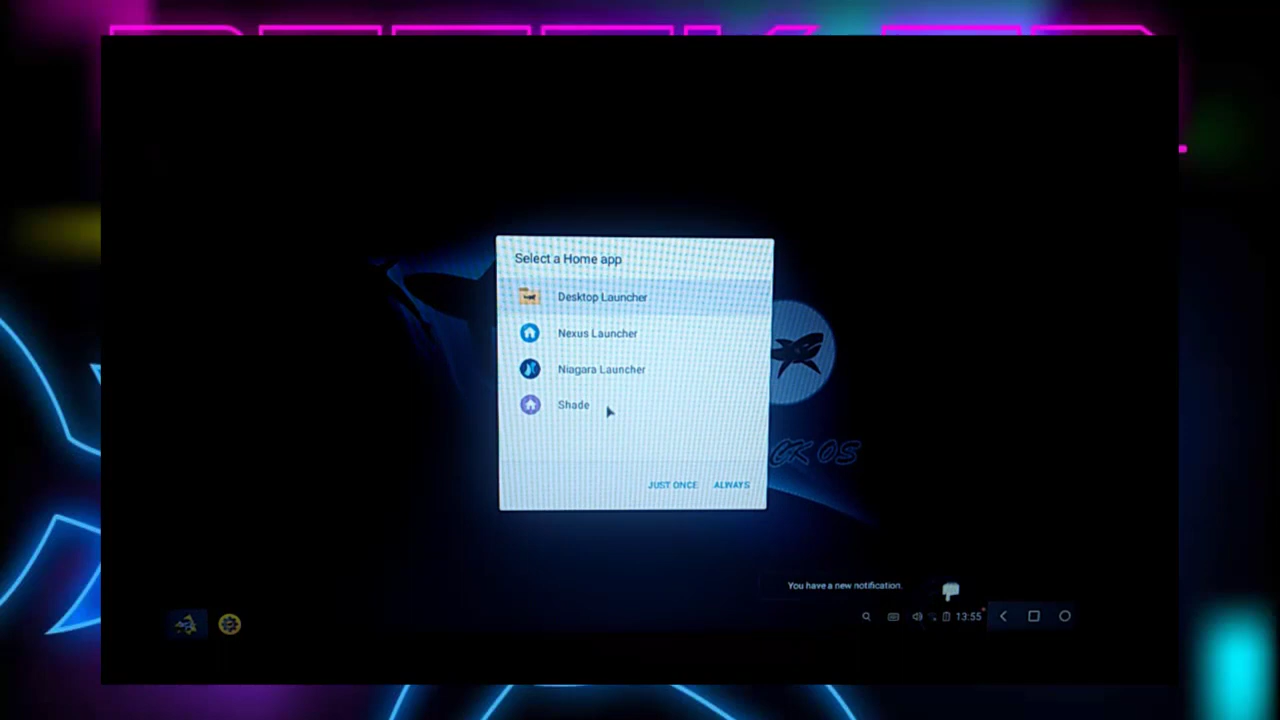 Select a Home app
Desktop Launcher
Nexus Launcher
Niagara Launcher
Shade
JUST ONCE ALWAYS
OS
You have a new notification.
13:55